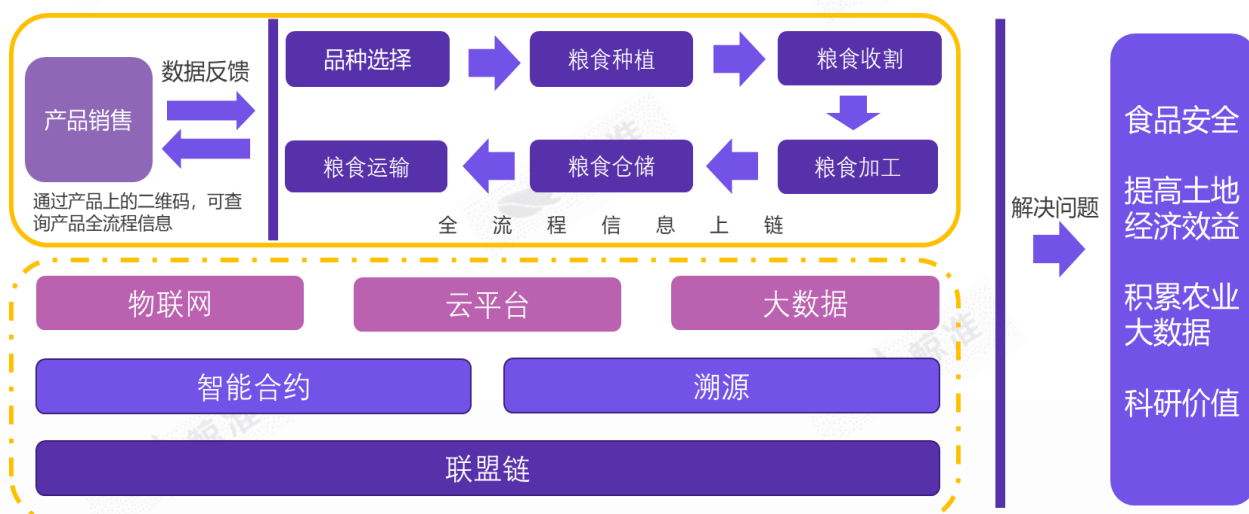 数据反馈
产品销售
通过产品上的二维码，可查
询产品全流程信息
品种选择
粮食种植
粮食收割
粮食加工
粮食仓储
粮食运输
全流程信息上链
物联网
云平台
大数据
智能合约
溯源
联盟链
解决问题
食品安全
提高土地
经济效益
积累农业
大数据
科研价值
鲸准
鲸准